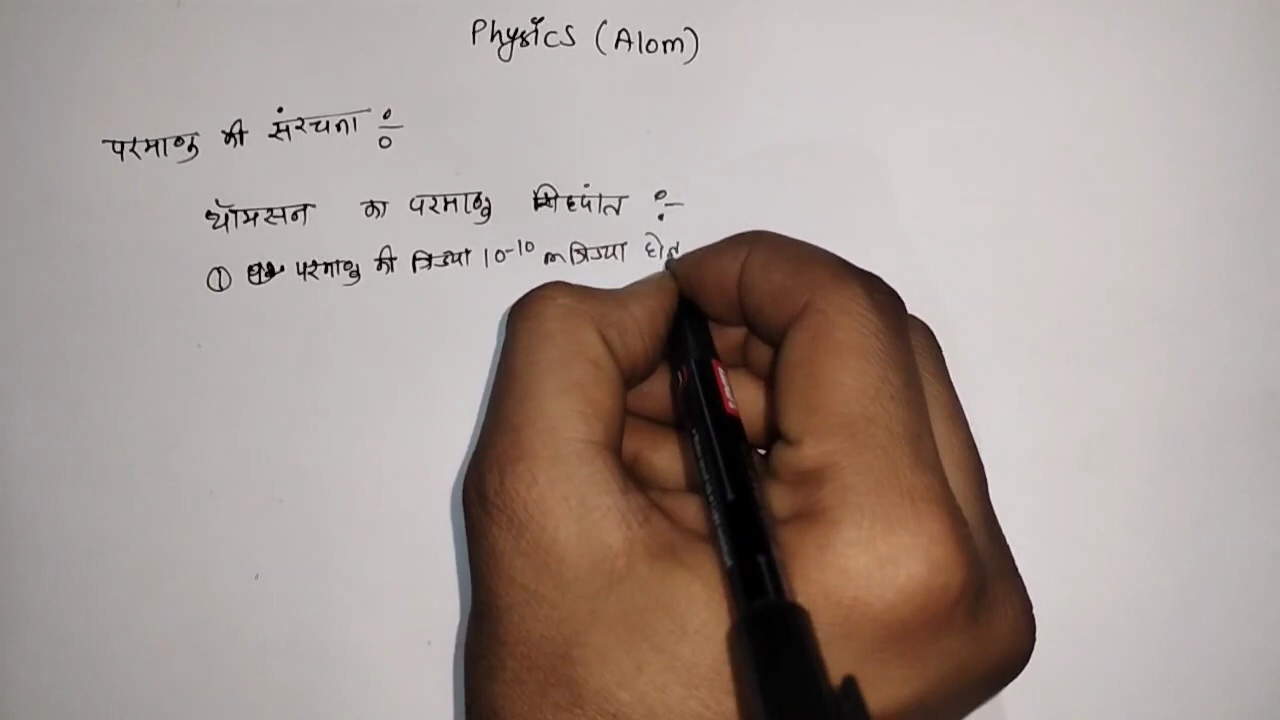 Physics (Atom)
परमाणु की संरचना :-
थॉमसन का परमाणु सिद्धांत :-
① परमाणु की त्रिज्या 10-10 m त्रिज्या होत